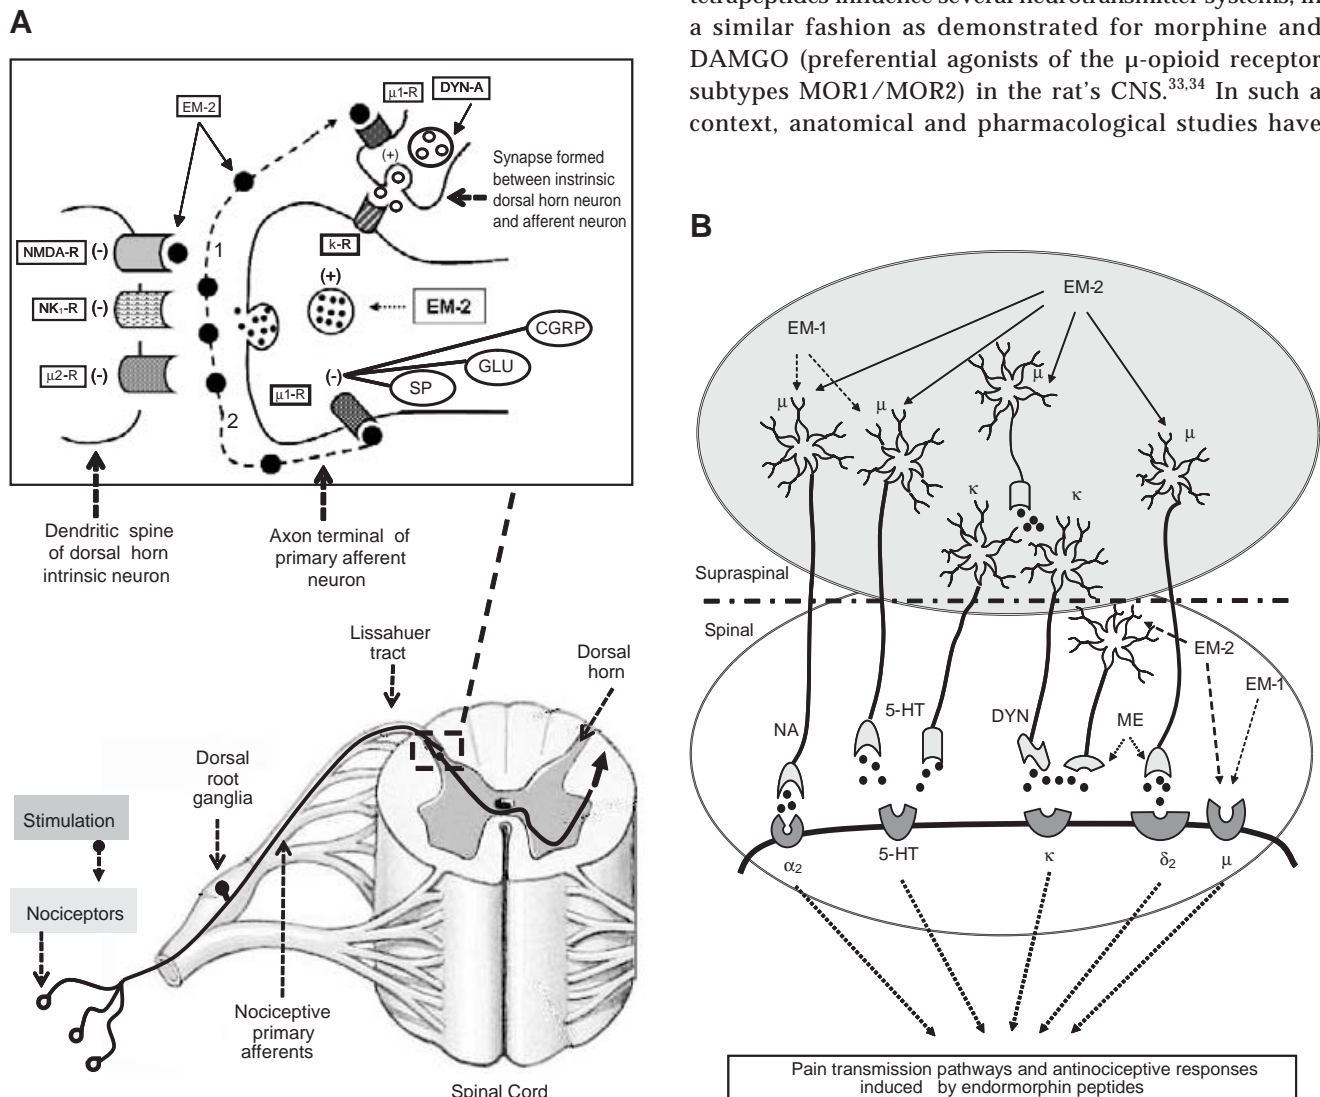 A
EM-2
μ1-R
DYN-A
(+)
Synapse formed
between instrinsic
dorsal horn neuron
and afferent neuron
NMDA-R (-)
1
k-R
(+)
NK₁-R (-)
EM-2
CGRP
GLU
μ2-R (-)
(-)
SP
μ1-R
2
Dendritic spine
of dorsal horn
intrinsic neuron
Axon terminal of
primary afferent
neuron
Lissahuer
tract
Dorsal
horn
Dorsal
root
ganglia
Stimulation
Nociceptors
Nociceptive
primary
afferents
Spinal Cord
tetrapeptides influence several neurotransmitter systems, in
a similar fashion as demonstrated for morphine and
DAMGO (preferential agonists of the μ-opioid receptor
subtypes MOR1/MOR2) in the rat's CNS.33,34 In such a
context, anatomical and pharmacological studies have
B
EM-2
EM-1
μ
μ
μ
μ
κ
κ
Supraspinal
Spinal
EM-2
EM-1
NA
5-HT
DYN
ME
α2
5-HT
κ
δ2
μ
Pain transmission pathways and antinociceptive responses
induced by endormorphin peptides